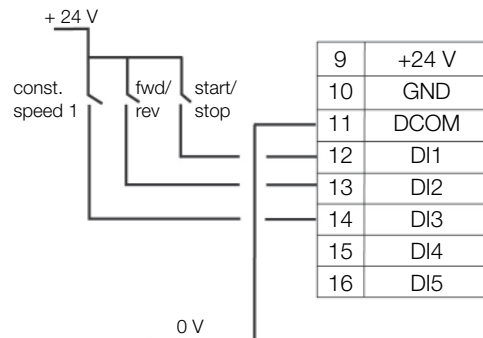 + 24 V
const.
speed 1
fwd/
rev
start/
stop
9 +24 V
10 GND
11 DCOM
12 DI1
13 DI2
14 DI3
15 DI4
16 DI5
0 V